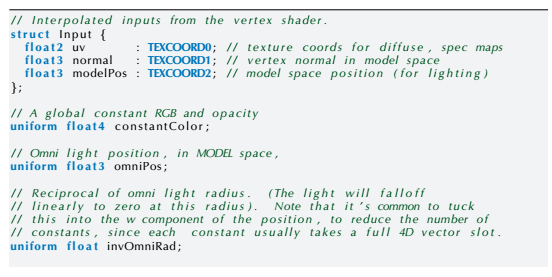 // Interpolated inputs from the vertex shader.
struct Input {
float2 uv : TEXCOORD0; // texture coords for diffuse, spec maps
float3 normal : TEXCOORD1; // vertex normal in model space
float3 modelPos : TEXCOORD2; // model space position (for lighting)
};
// A global constant RGB and opacity
uniform float4 constantColor;
// Omni light position, in MODEL space,
uniform float3 omniPos;
// Reciprocal of omni light radius. (The light will falloff
// linearly to zero at this radius). Note that it's common to tuck
// this into the w component of the position, to reduce the number of
// constants, since each constant usually takes a full 4D vector slot.
uniform float invOmniRad;